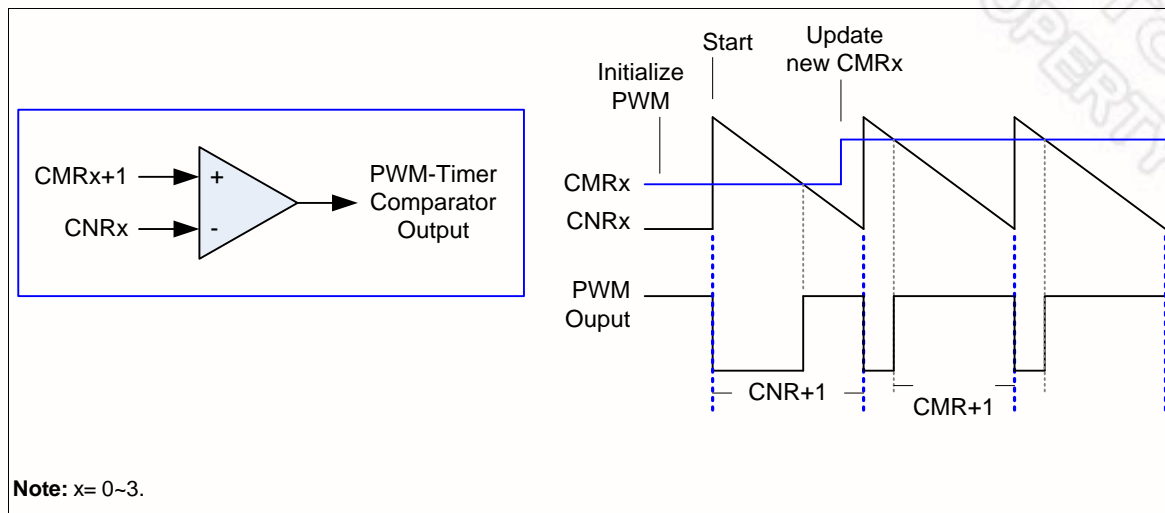 CMRx+1
CNRx
+
-
PWM-Timer
Comparator
Output
Start
Initialize
PWM
Update
new CMRx
CMRx
CNRx
PWM
Ouput
CNR+1
CMR+1
Note: x= 0~3.
OPERTY